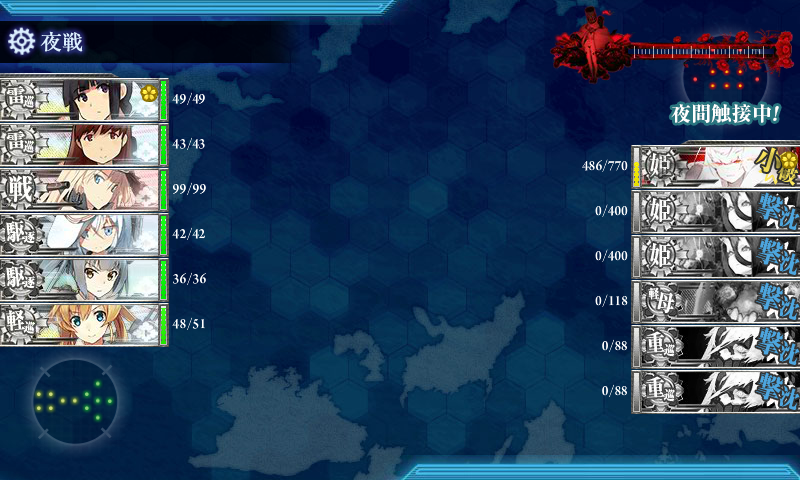 夜戦
雷巡
49/49
雷巡
43/43
戦
99/99
駆逐
42/42
駆逐
36/36
軽巡
48/51
夜間触接中!
486/770
姫
小破
0/400
姫
撃沈
0/400
姫
撃沈
0/118
軽母
撃沈
0/88
重巡
撃沈
0/88
重巡
撃沈